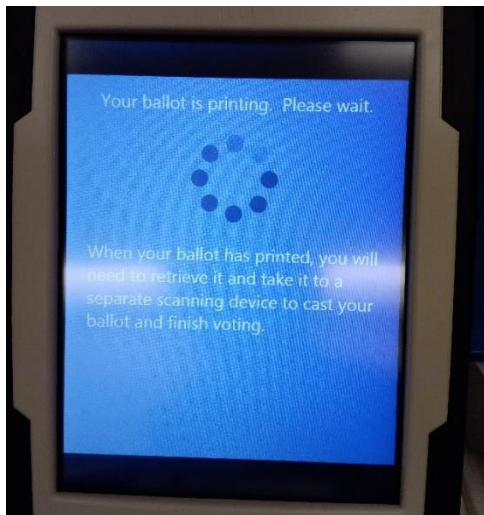 Your ballot is printing. Please wait.
When your ballot has printed, you will
need to retrieve it and take it to a
separate scanning device to cast your
ballot and finish voting.